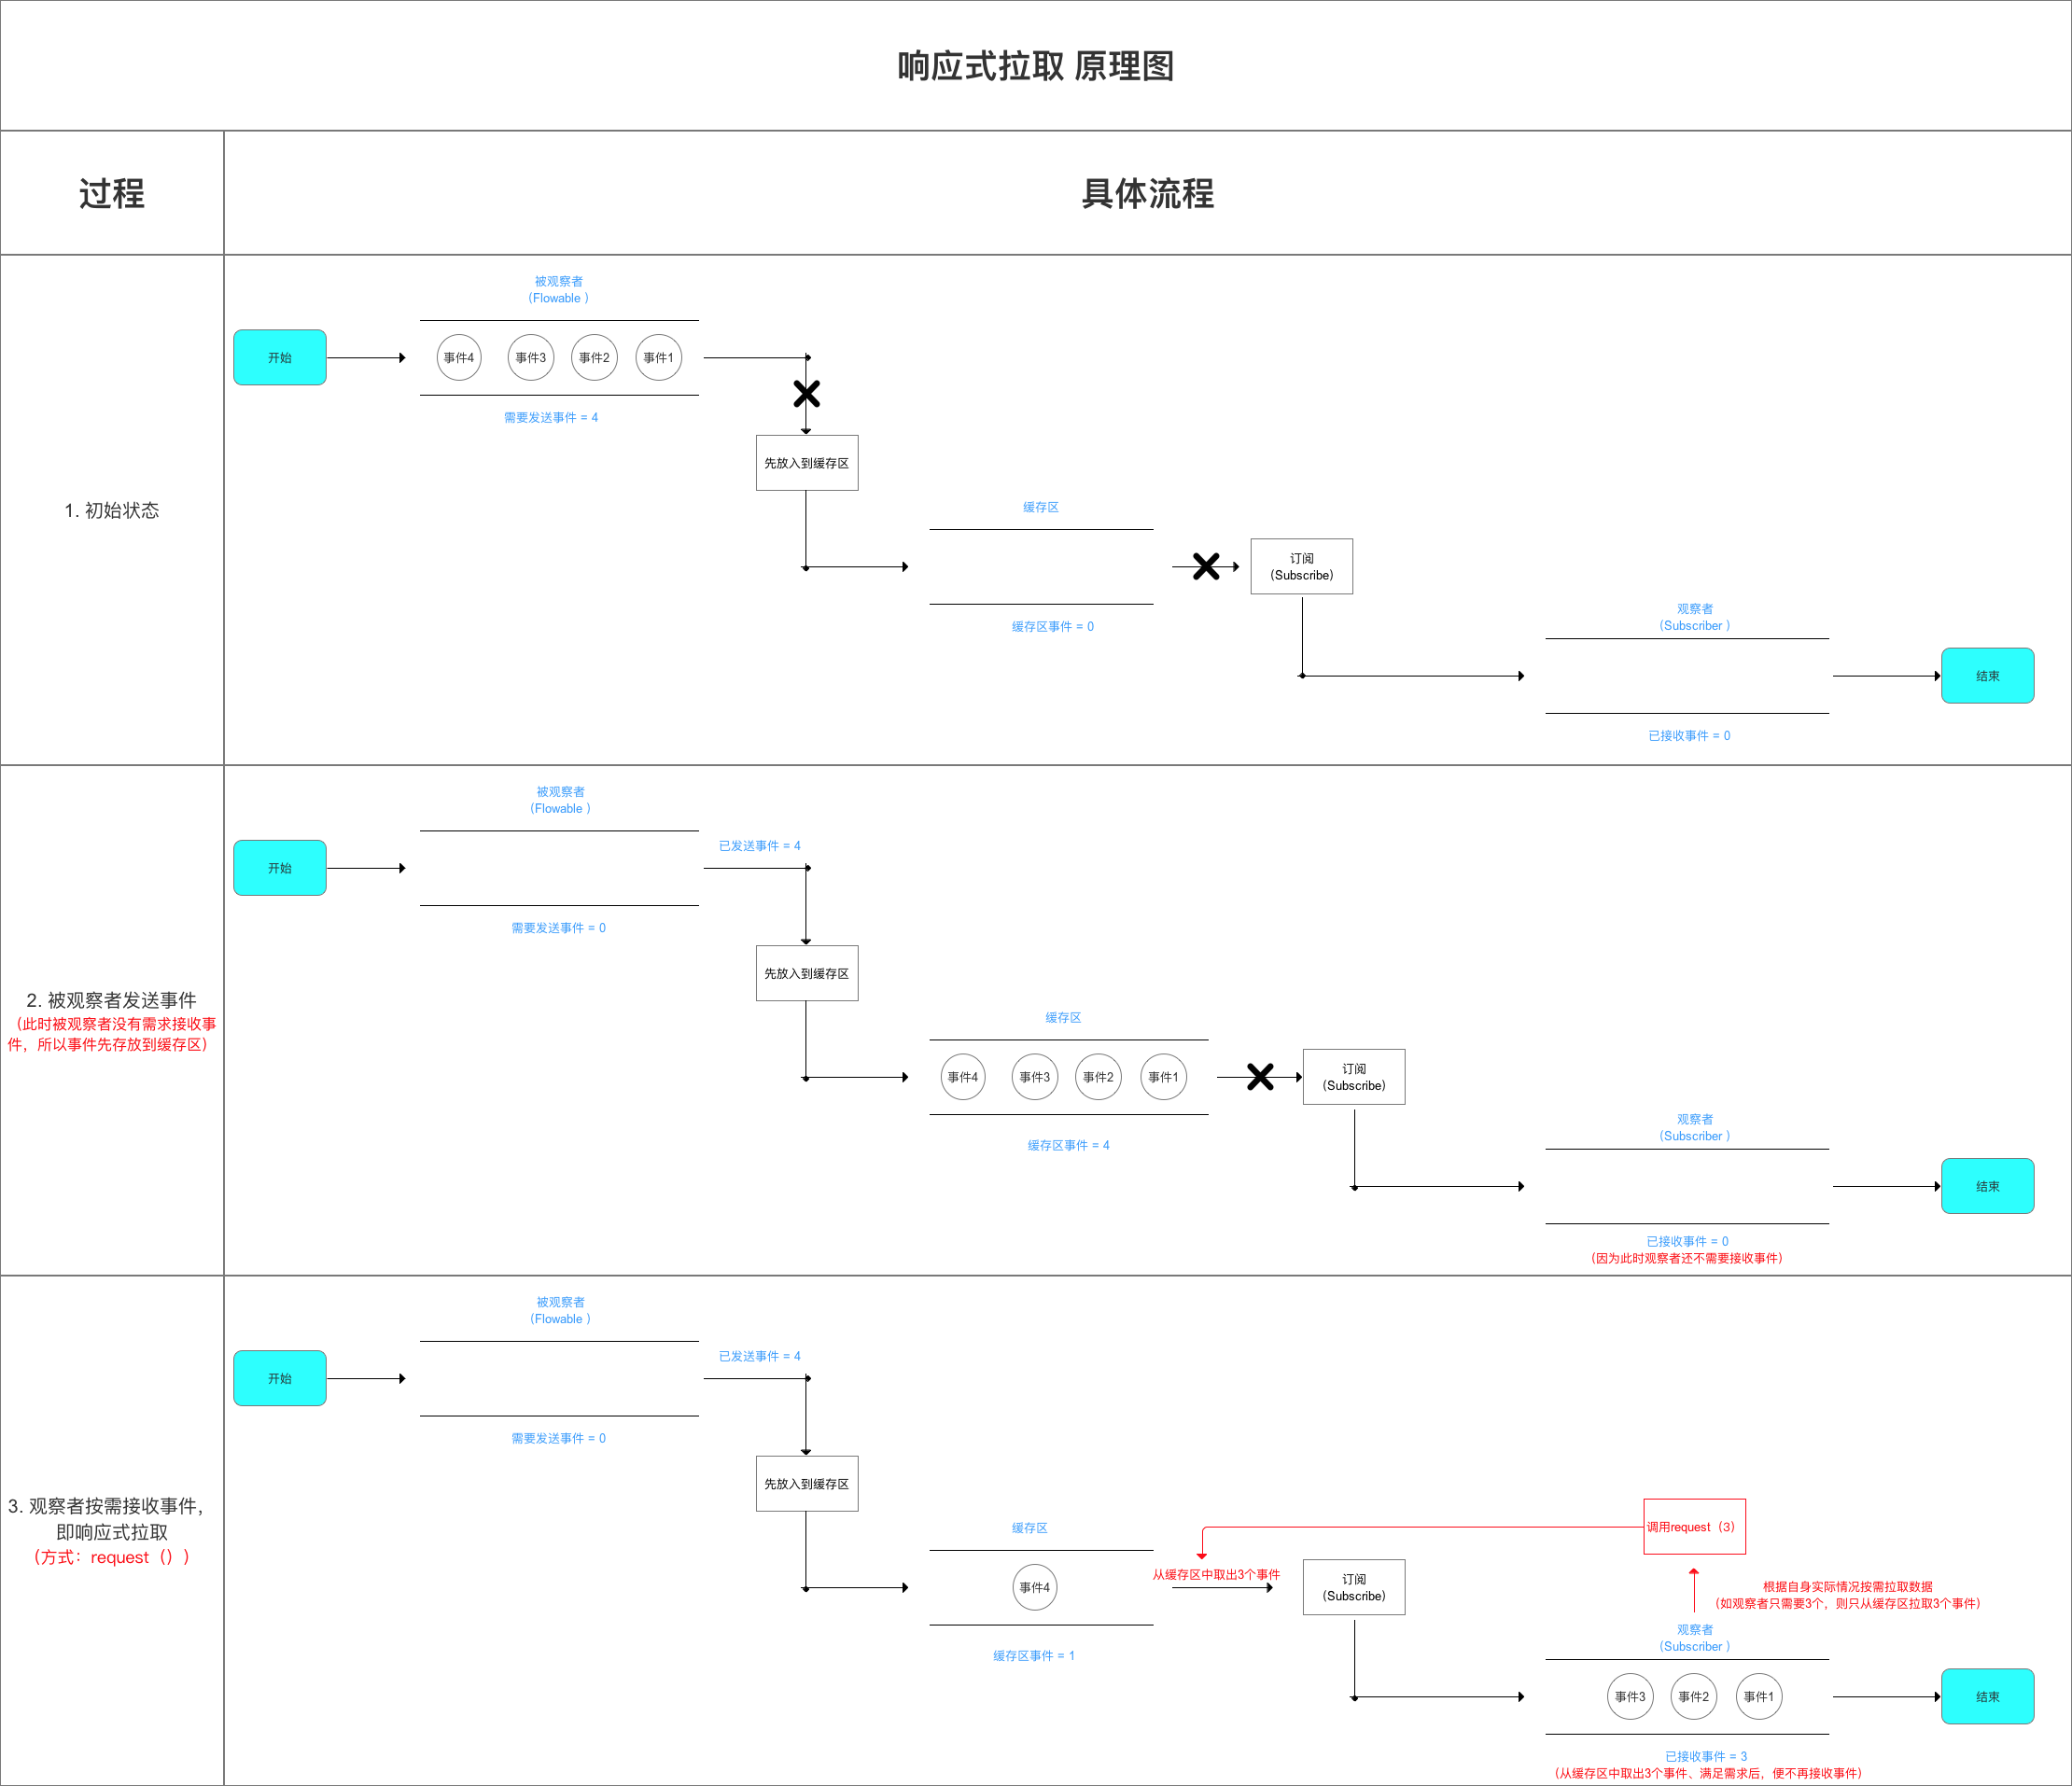 响应式拉取 原理图
过程
具体流程
1. 初始状态
被观察者
（Flowable ）
开始
事件4
事件3
事件2
事件1
需要发送事件 = 4
先放入到缓存区
缓存区
缓存区事件 = 0
订阅
（Subscribe）
观察者
（Subscriber ）
已接收事件 = 0
结束
2. 被观察者发送事件
（此时被观察者没有需求接收事
件，所以事件先存放到缓存区）
被观察者
（Flowable ）
开始
已发送事件 = 4
需要发送事件 = 0
先放入到缓存区
缓存区
事件4
事件3
事件2
事件1
缓存区事件 = 4
订阅
（Subscribe）
观察者
（Subscriber ）
已接收事件 = 0
（因为此时观察者还不需要接收事件）
结束
3. 观察者按需接收事件，
即响应式拉取
（方式：request（））
被观察者
（Flowable ）
开始
已发送事件 = 4
需要发送事件 = 0
先放入到缓存区
缓存区
事件4
缓存区事件 = 1
从缓存区中取出3个事件
订阅
（Subscribe）
调用request（3）
根据自身实际情况按需拉取数据
（如观察者只需要3个，则只从缓存区拉取3个事件）
观察者
（Subscriber ）
事件3
事件2
事件1
已接收事件 = 3
（从缓存区中取出3个事件、满足需求后，便不再接收事件）
结束